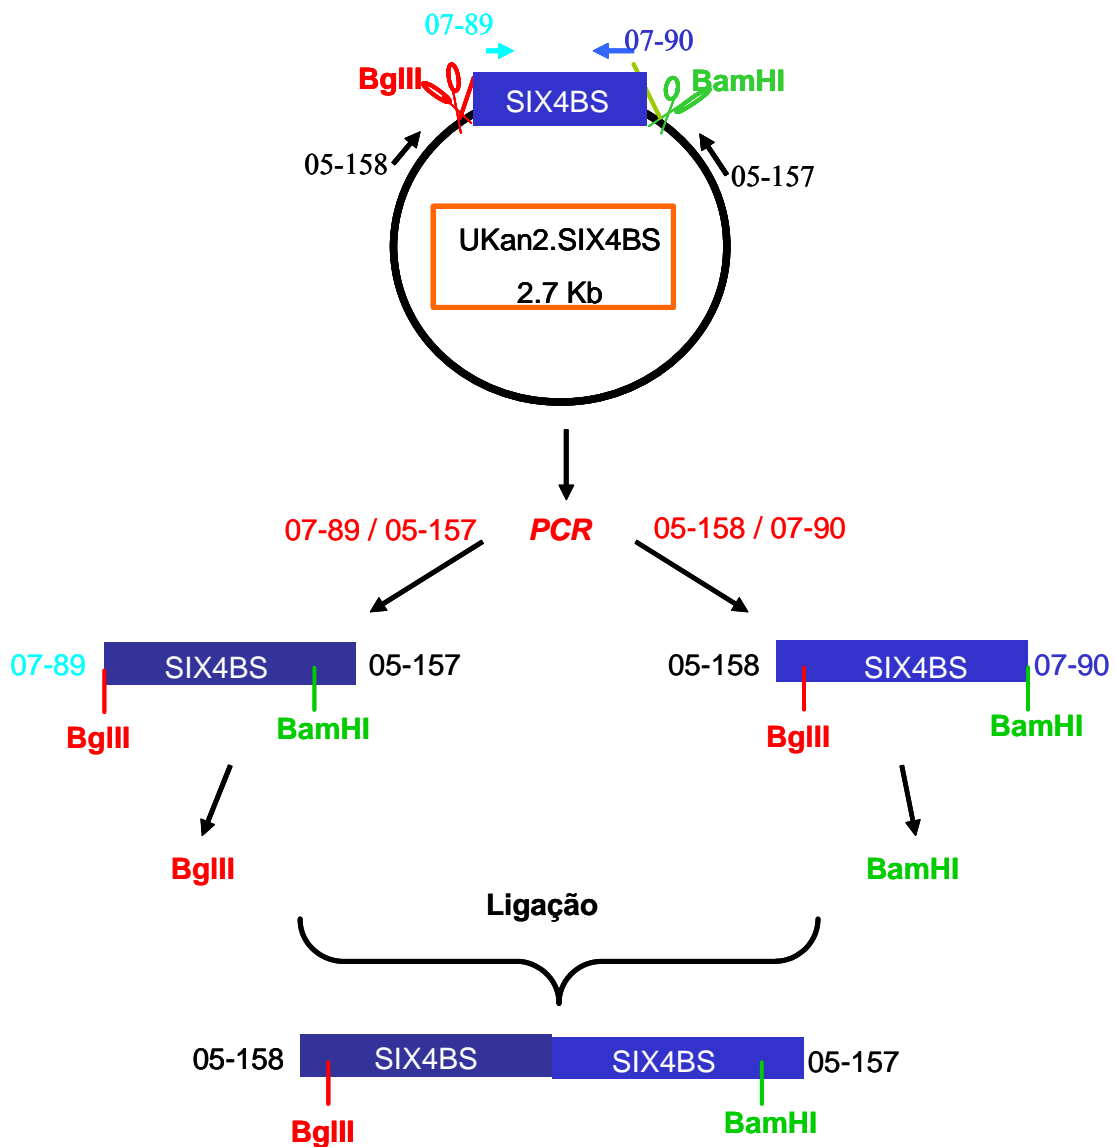 07-89
07-90
BglII
SIX4BS
BamHI
05-158
05-157
UKan2.SIX4BS
2.7 Kb
07-89 / 05-157
PCR
05-158 / 07-90
07-89
SIX4BS
05-157
05-158
SIX4BS
07-90
BglII
BamHI
BglII
BamHI
BglII
BamHI
Ligação
05-158
SIX4BS
SIX4BS
05-157
BglII
BamHI